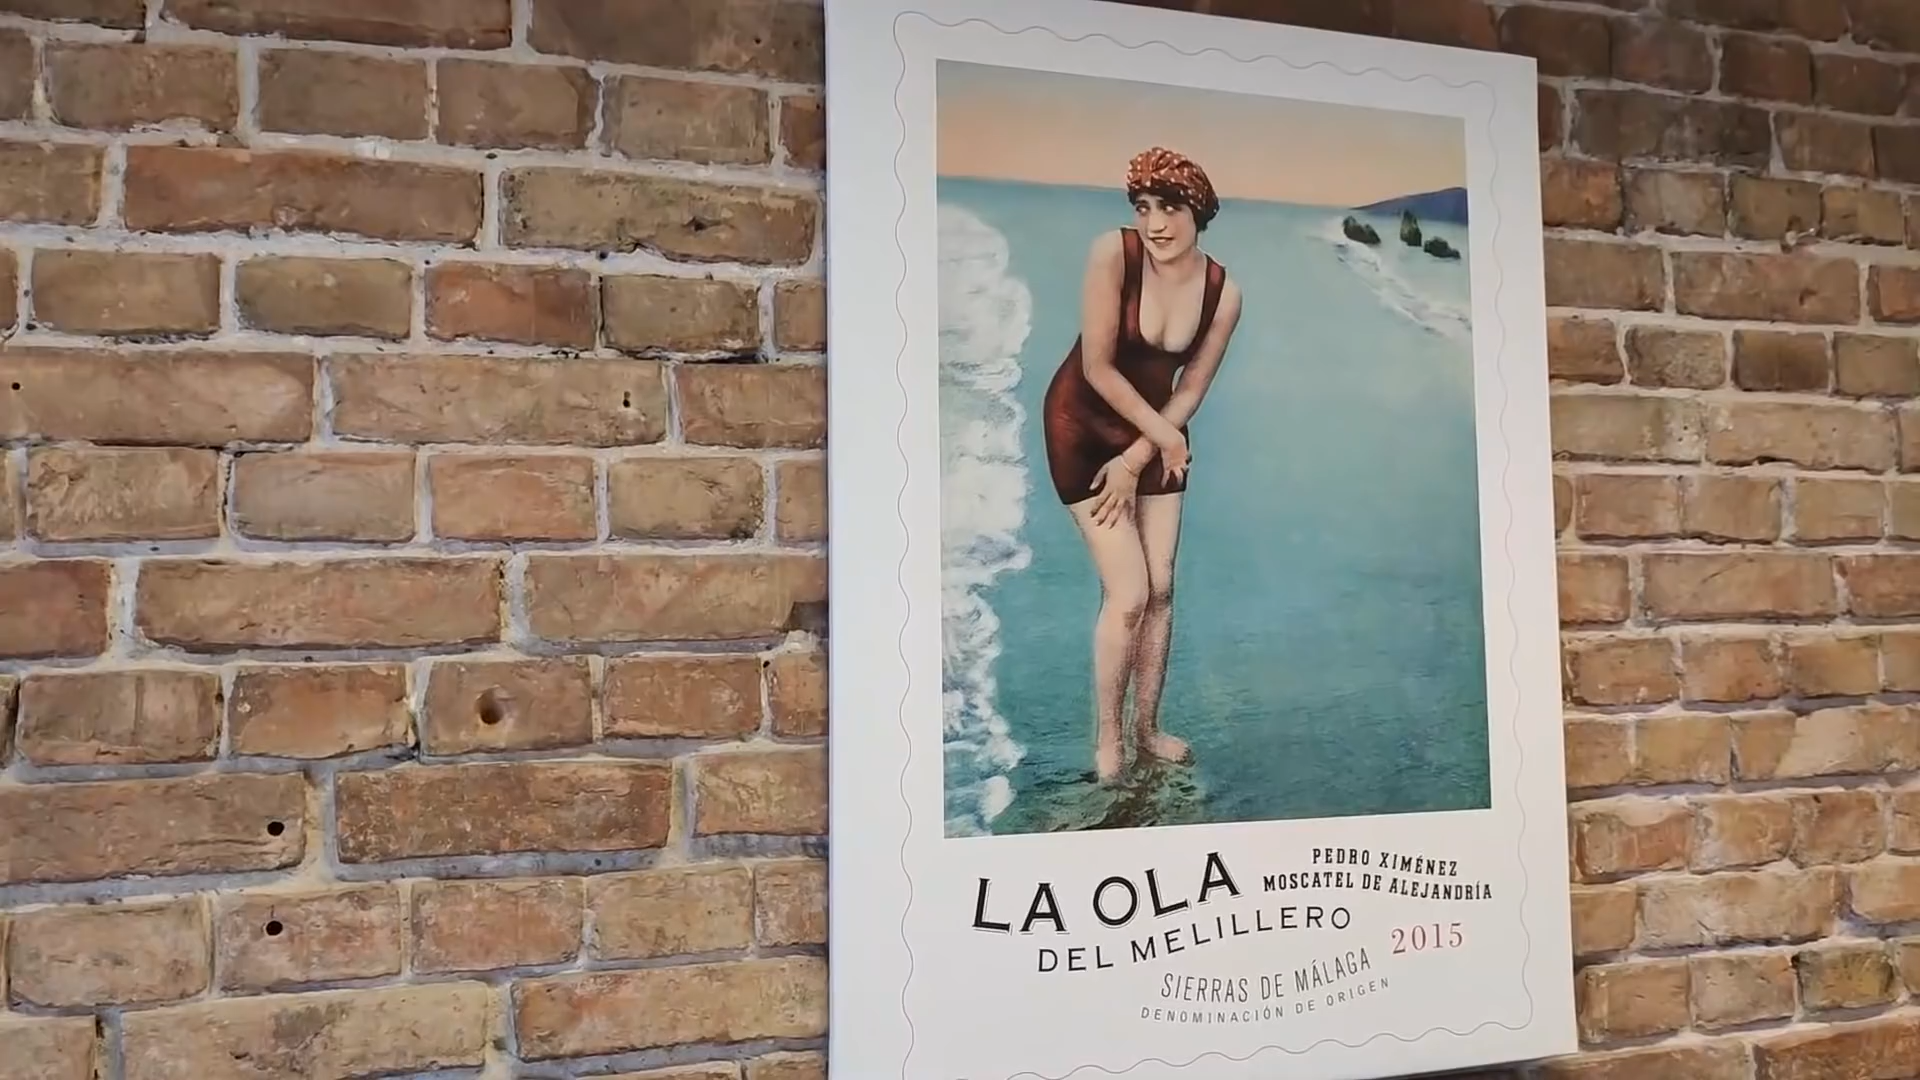 LA OLA
DEL MELILLERO
PEDRO XIMÉNEZ
MOSCATEL DE ALEJANDRÍA
2015
SIERRAS DE MÁLAGA
DENOMINACIÓN DE ORIGEN